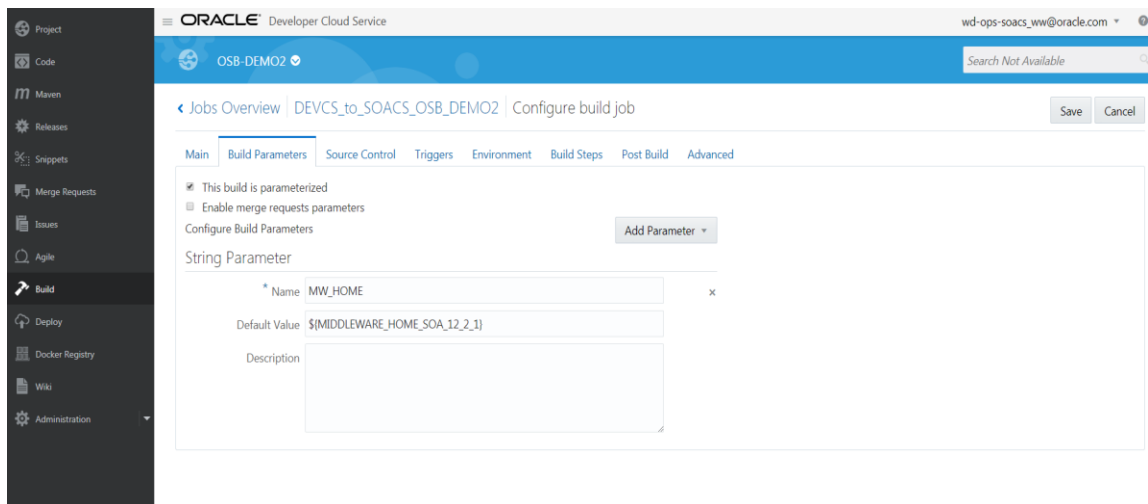 Project
Code
Maven
Releases
Snippets
Merge Requests
Issues
Agile
Build
Deploy
Docker Registry
Wiki
Administration
ORACLE® Developer Cloud Service
wd-ops-soacs_ww@oracle.com
OSB-DEMO2
Search Not Available
Jobs Overview DEVCS_to_SOACS_OSB_DEMO2 Configure build job
Save Cancel
Main Build Parameters Source Control Triggers Environment Build Steps Post Build Advanced
This build is parameterized
Enable merge requests parameters
Configure Build Parameters Add Parameter
String Parameter
* Name MW_HOME
Default Value ${MIDDLEWARE_HOME_SOA_12_2_1}
Description